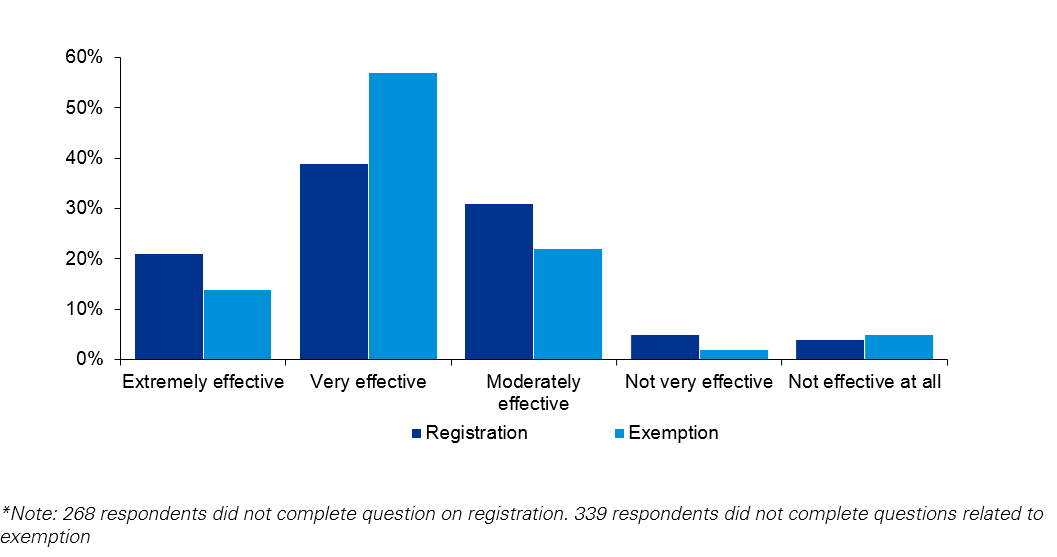 60%
50%
40%
30%
20%
10%
0%
Extremely effective
Very effective
Moderately
effective
Not very effective
Not effective at all
Registration
Exemption
*Note: 268 respondents did not complete question on registration. 339 respondents did not complete questions related to
exemption